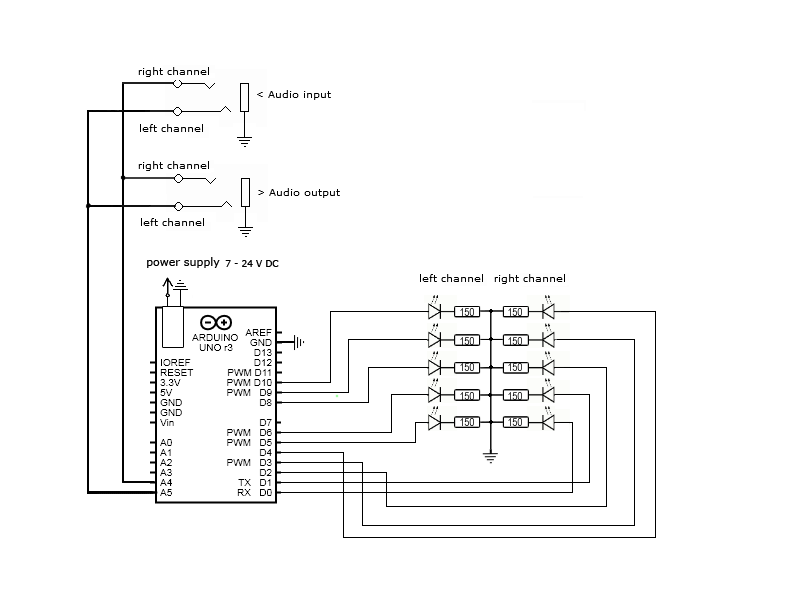 right channel
< Audio input
left channel
right channel
> Audio output
left channel
power supply 7 - 24 V DC
left channel right channel
ARDUINO
UNO r3
AREF
GND
D13
D12
IOREF
PWM D11
RESET
PWM D10
3.3V
PWM D9
5V
D8
GND
GND
D7
Vin
PWM D6
A0
PWM D5
A1
D4
A2
PWM D3
A3
D2
A4
TX D1
A5
RX D0
150 150
150 150
150 150
150 150
150 150